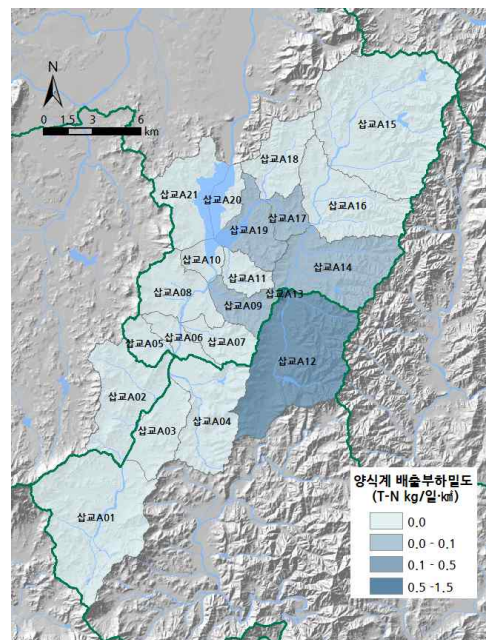 N
0 1.5 3 6
km
삽교A15
삽교A18
삽교A21
삽교A20
삽교A17
삽교A16
삽교A19
삽교A10
삽교A11
삽교A14
삽교A08
삽교A13
삽교A09
삽교A05
삽교A06
삽교A07
삽교A12
삽교A02
삽교A03
삽교A04
삽교A01
양식계 배출부하밀도
(T-N kg/일·㎢)
0.0
0.0 - 0.1
0.1 - 0.5
0.5 -1.5